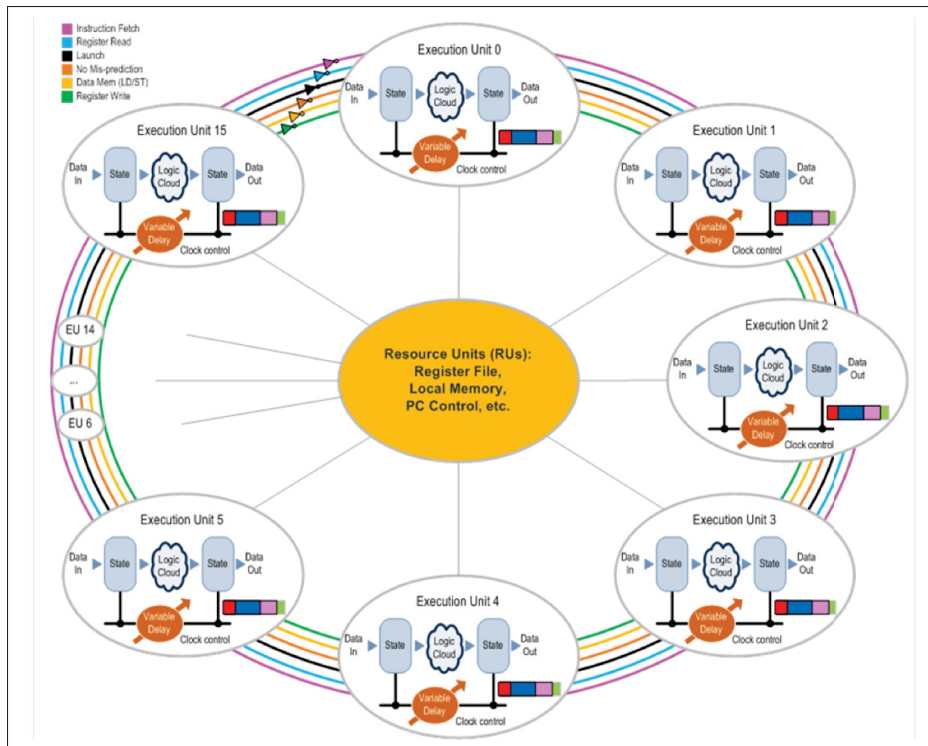 Instruction Fetch
Register Read
Launch
No Mis-prediction
Data Mem (LD/ST)
Register Write
Execution Unit 0
Data
In
State
Logic
Cloud
State
Data
Out
Variable
Delay
Clock control
Execution Unit 15
Data
In
State
Logic
Cloud
State
Data
Out
Variable
Delay
Clock control
Execution Unit 1
Data
In
State
Logic
Cloud
State
Data
Out
Variable
Delay
Clock control
EU 14
...
EU 6
Resource Units (RUs):
Register File,
Local Memory,
PC Control, etc.
Execution Unit 2
Data
In
State
Logic
Cloud
State
Data
Out
Variable
Delay
Clock control
Execution Unit 5
Data
In
State
Logic
Cloud
State
Data
Out
Variable
Delay
Clock control
Execution Unit 3
Data
In
State
Logic
Cloud
State
Data
Out
Variable
Delay
Clock control
Execution Unit 4
Data
In
State
Logic
Cloud
State
Data
Out
Variable
Delay
Clock control